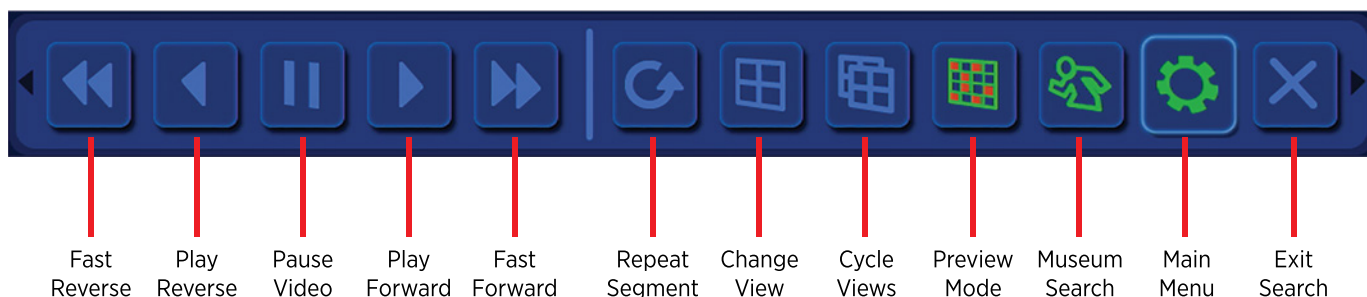 Fast Reverse
Play Reverse
Pause Video
Play Forward
Fast Forward
Repeat Segment
Change View
Cycle Views
Preview Mode
Museum Search
Main Menu
Exit Search